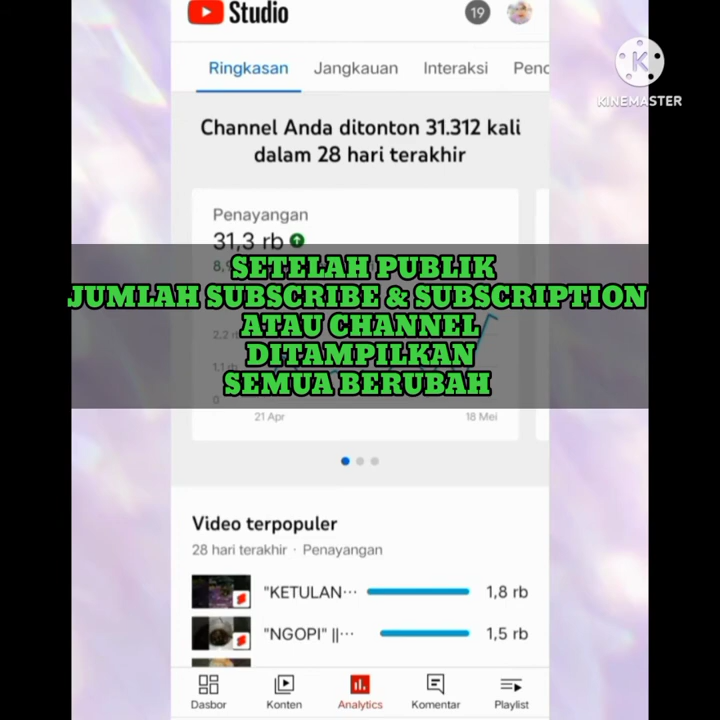 Studio
19
Ringkasan Jangkauan Interaksi
KINEMASTER
Channel Anda ditonton 31.312 kali
dalam 28 hari terakhir
Penayangan
31,3 rb
SETELAH PUBLIK
JUMLAH SUBSCRIBE & SUBSCRIPTION
ATAU CHANNEL
DITAMPILKAN
SEMUA BERUBAH
0
21 Apr 18 Mei
Video terpopuler
28 hari terakhir · Penayangan
"KETULAN··· 1,8 rb
"NGOPI" ||··· 1,5 rb
Dasbor Konten Analytics Komentar Playlist